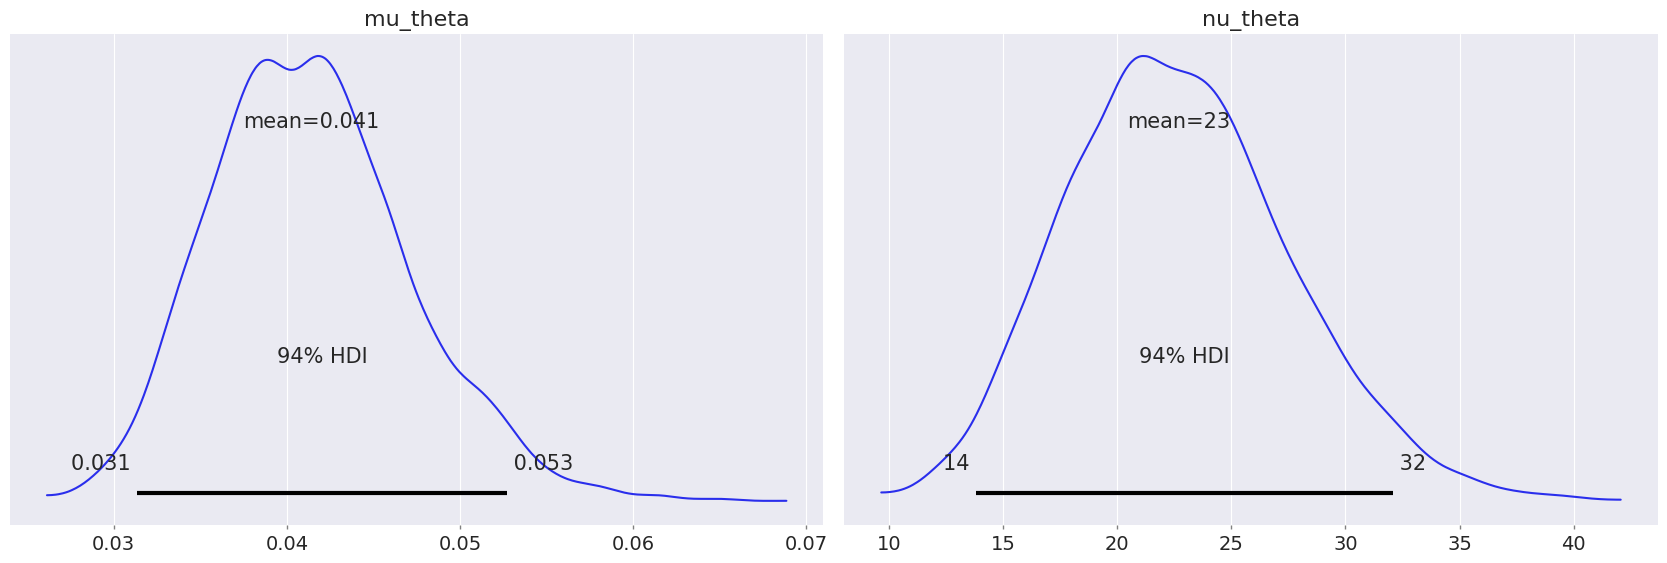 mu_theta
mean=0.041
94% HDI
0.031 0.053
0.03 0.04 0.05 0.06 0.07
nu_theta
mean=23
94% HDI
14 32
10 15 20 25 30 35 40